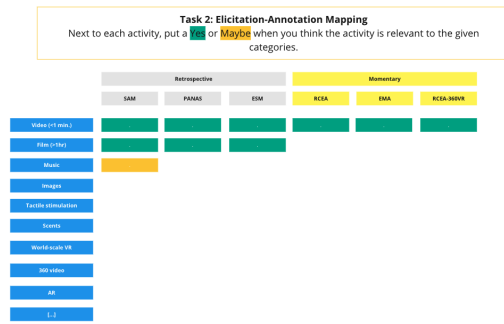 Task 2: Elicitation-Annotation Mapping
Next to each activity, put a Yes or Maybe when you think the activity is relevant to the given
categories.
Retrospective Momentary
SAM PANAS ESM RCEA EMA RCEA-360VR
Video (<1 min.)
Film (>1hr)
Music
Images
Tactile stimulation
Scents
World-scale VR
360 video
AR
[...]